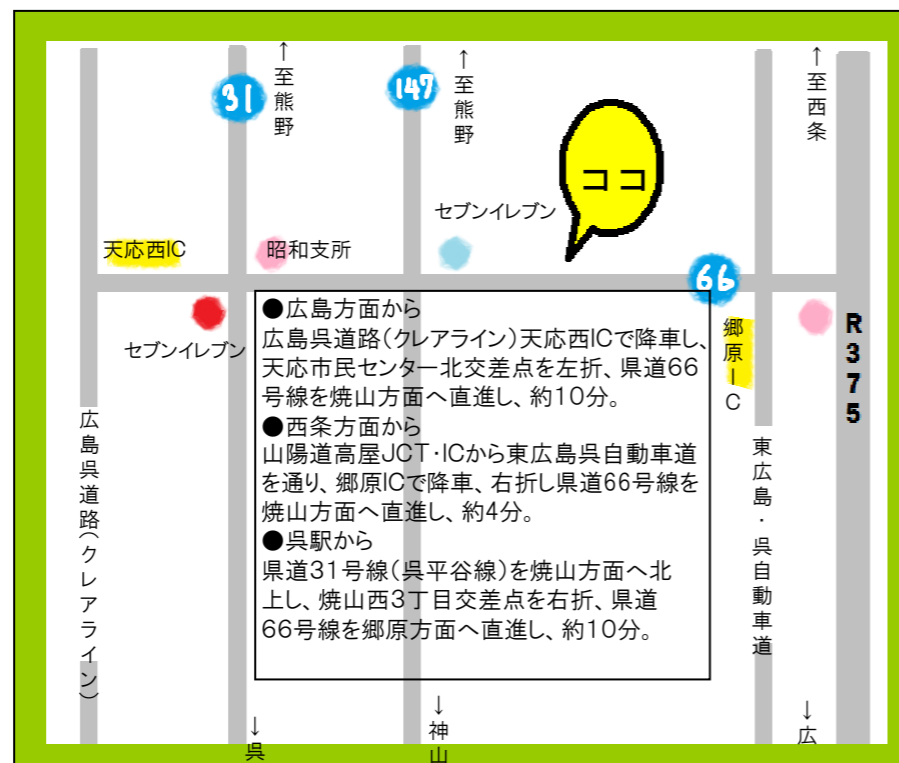 ↑至熊野
↑至熊野
↑至西条
31
147
ココ
セブンイレブン
天応西IC
昭和支所
66
セブンイレブン
郷原IC
R375
●広島方面から
広島呉道路(クレアライン)天応西ICで降車し、
天応市民センター北交差点を左折、県道66
号線を焼山方面へ直進し、約10分。
●西条方面から
山陽道高屋JCT・ICから東広島呉自動車道
を通り、郷原ICで降車、右折し県道66号線を
焼山方面へ直進し、約4分。
●呉駅から
県道31号線(呉平谷線)を焼山方面へ北
上し、焼山西3丁目交差点を右折、県道
66号線を郷原方面へ直進し、約10分。
広島呉道路(クレアライン)
東広島・呉自動車道
↓呉
↓神山
↓広